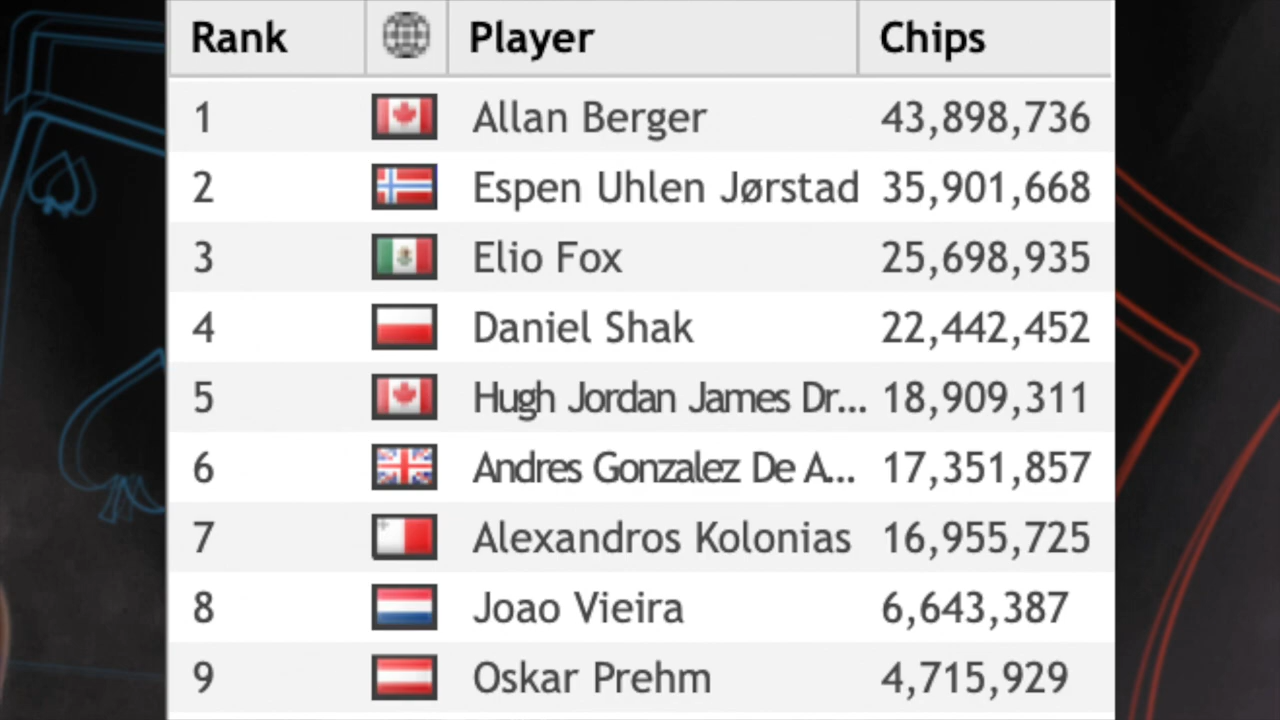 Rank Player Chips
1 Allan Berger 43,898,736
2 Espen Uhlen Jørstad 35,901,668
3 Elio Fox 25,698,935
4 Daniel Shak 22,442,452
5 Hugh Jordan James Dr... 18,909,311
6 Andres Gonzalez De A... 17,351,857
7 Alexandros Kolonias 16,955,725
8 Joao Vieira 6,643,387
9 Oskar Prehm 4,715,929